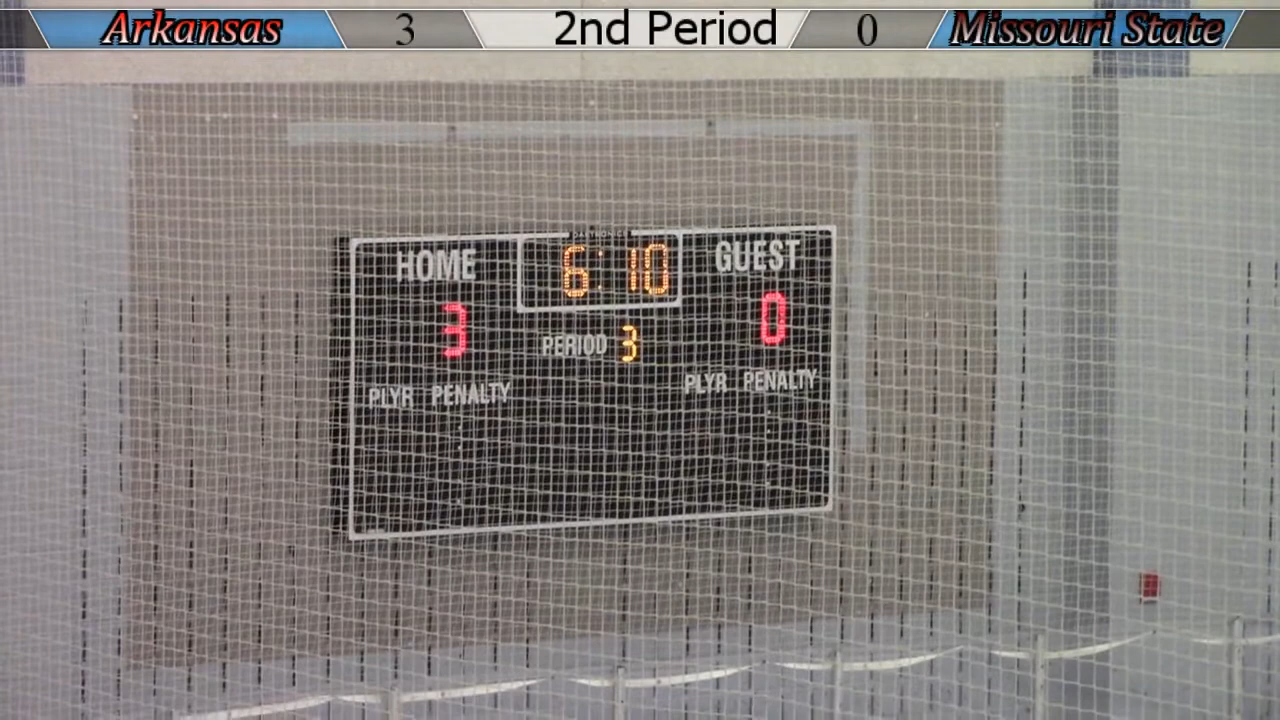 Arkansas 3 2nd Period 0 Missouri State
DAKTRONICS
HOME 6:10 GUEST
3 PERIOD 3 0
PLYR PENALTY PLYR PENALTY